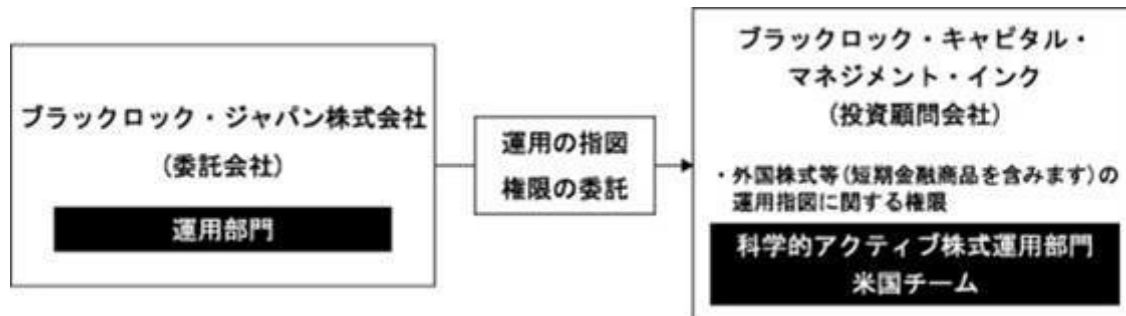 ブラックロック・ジャパン株式会社
(委託会社)
運用部門
運用の指図
権限の委託
ブラックロック・キャピタル・
マネジメント・インク
(投資顧問会社)
・外国株式等(短期金融商品を含みます)の
運用指図に関する権限
科学的アクティブ株式運用部門
米国チーム